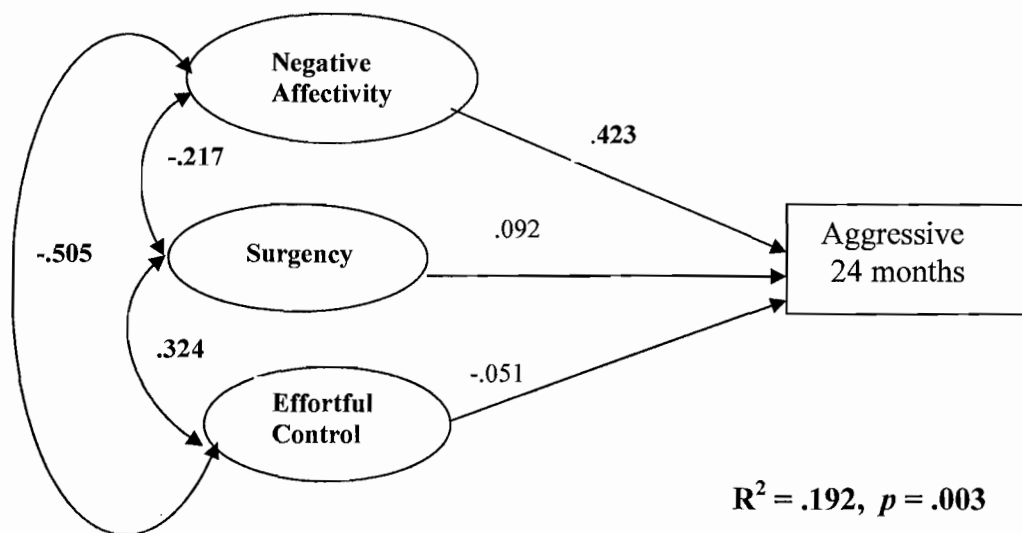 Negative
Affectivity
.423
-.217
-.505
Surgency
.092
Aggressive
24 months
.324
-.051
Effortful
Control
R² = .192, p = .003